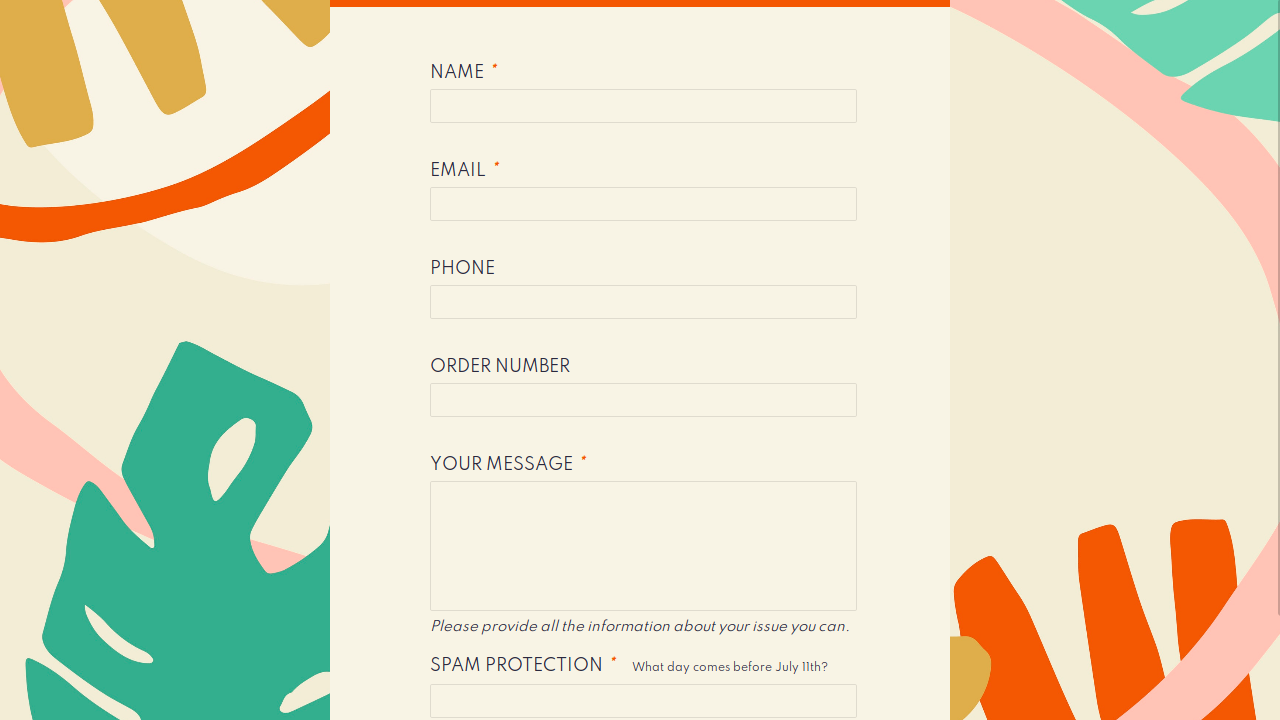 NAME *
EMAIL *
PHONE
ORDER NUMBER
YOUR MESSAGE *
Please provide all the information about your issue you can.
SPAM PROTECTION * What day comes before July 11th?